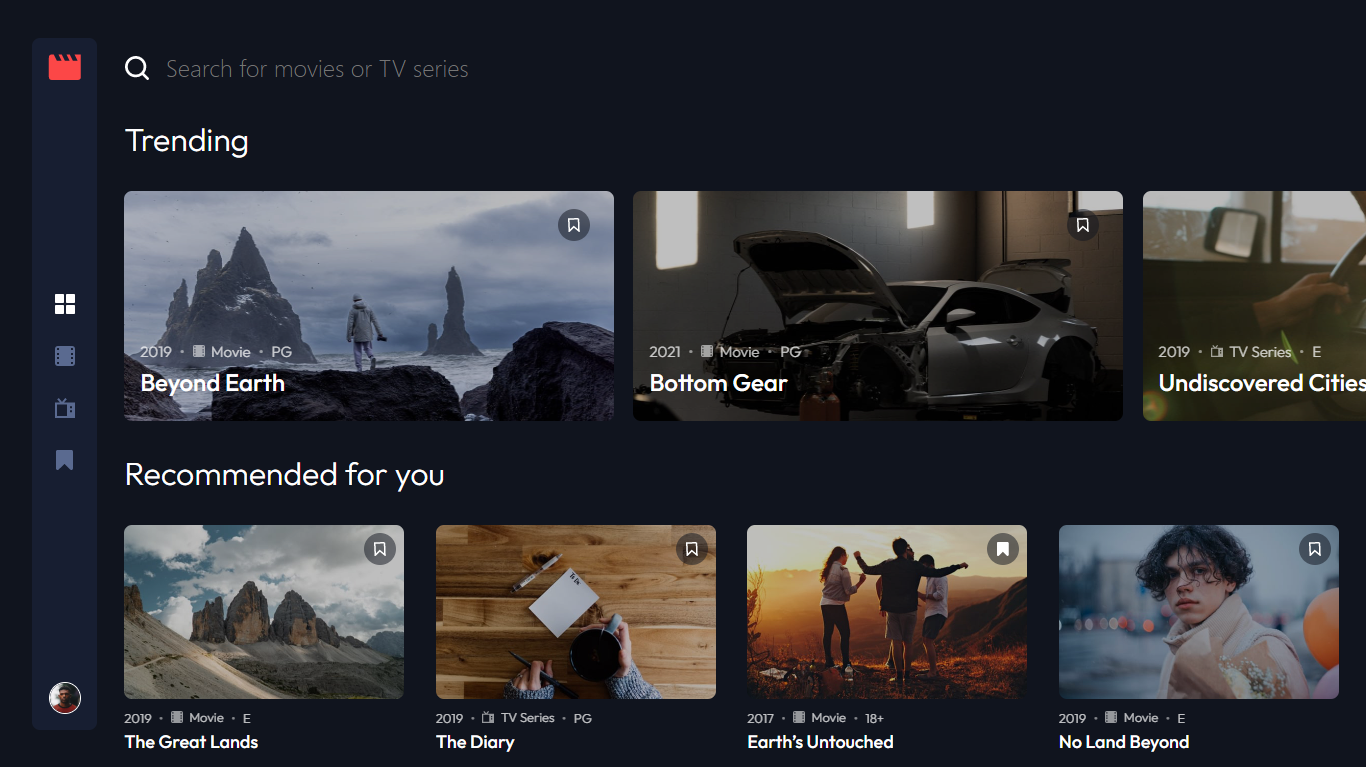 Search for movies or TV series
Trending
2019 • Movie • PG
Beyond Earth
2021 • Movie • PG
Bottom Gear
2019 • TV Series • E
Undiscovered Cities
Recommended for you
2019 • Movie • E
The Great Lands
2019 • TV Series • PG
The Diary
2017 • Movie • 18+
Earth's Untouched
2019 • Movie • E
No Land Beyond